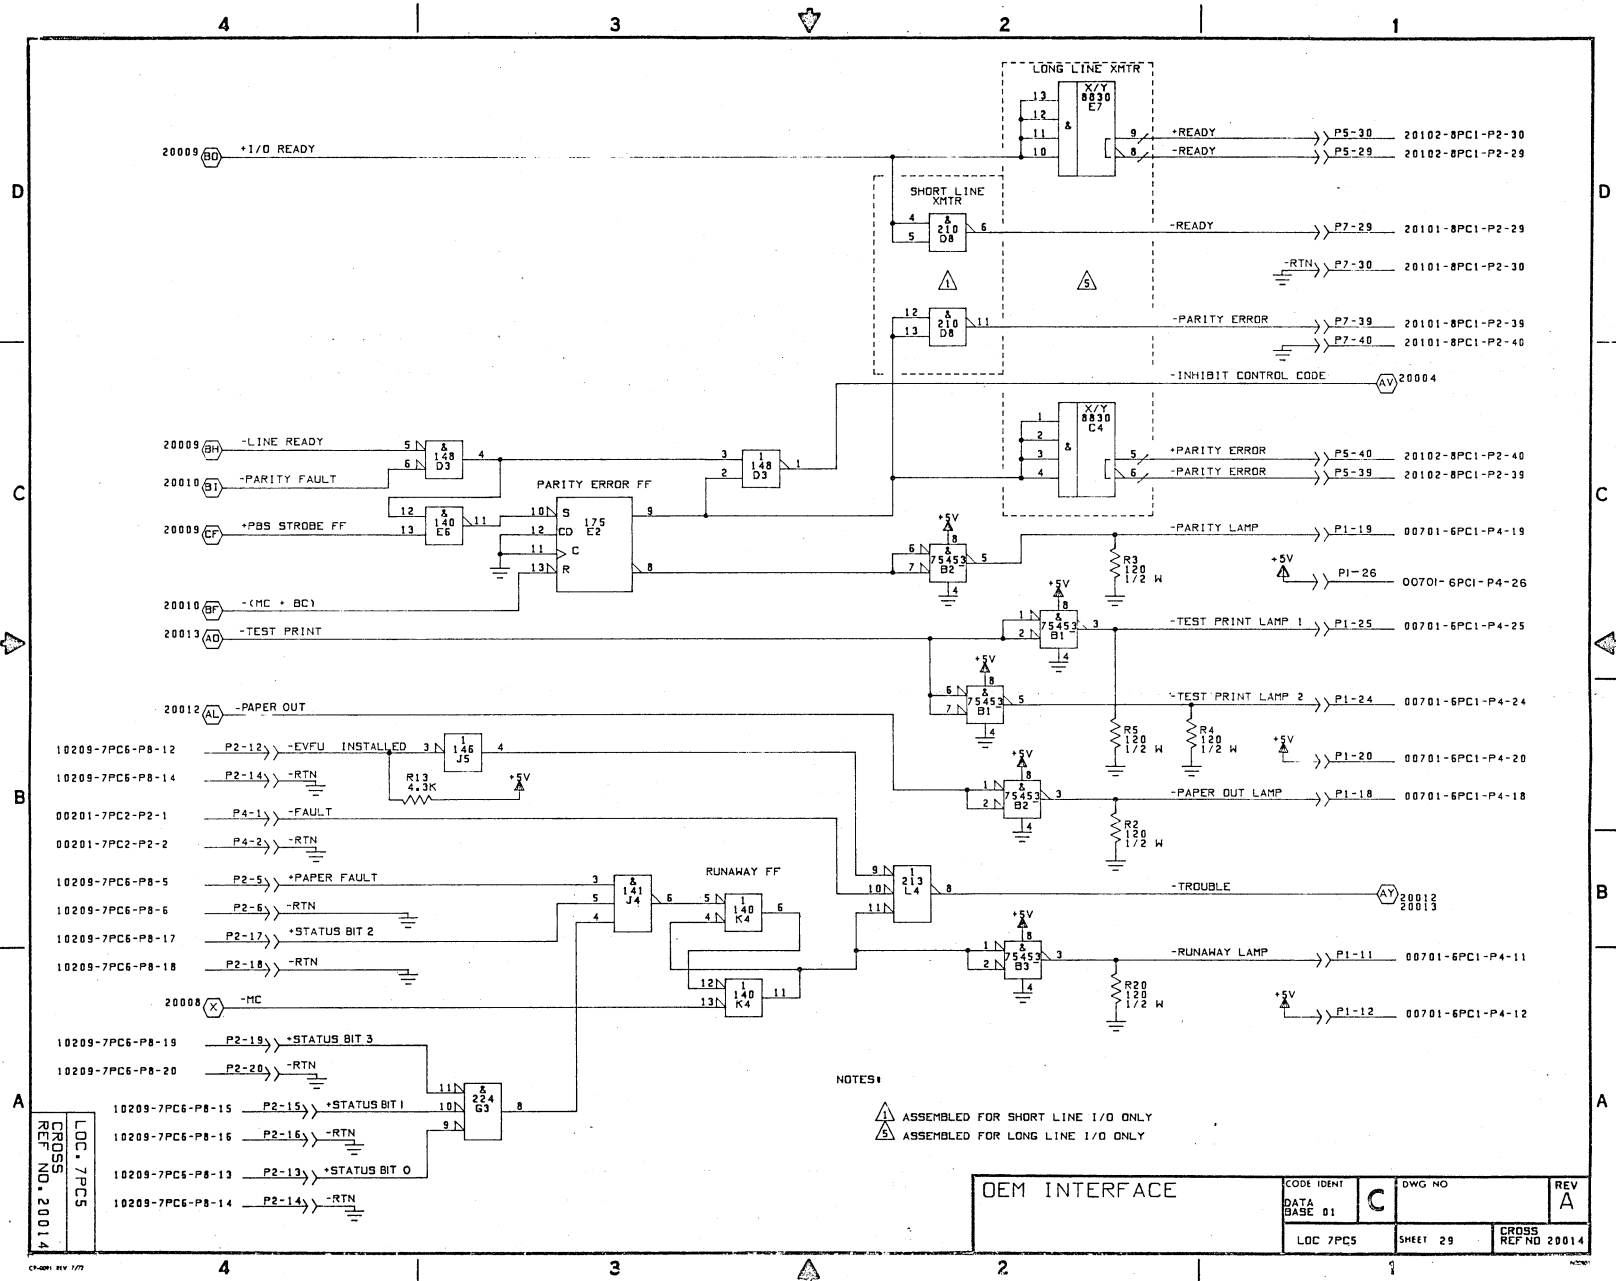 4 3 2 1
LONG LINE XMTR
X/Y
8830
E7
13
12
11
10
&
9 +READY P5-30 20102-8PC1-P2-30
8 -READY P5-29 20102-8PC1-P2-29
20009 BD +I/O READY
D D
SHORT LINE
XMTR
4
5
&
210
D8
6 -READY P7-29 20101-8PC1-P2-29
-RTN P7-30 20101-8PC1-P2-30
1 5
12
13
&
210
D8
11 -PARITY ERROR P7-39 20101-8PC1-P2-39
P7-40 20101-8PC1-P2-40
-INHIBIT CONTROL CODE AV 20004
X/Y
8830
C4
1
2
3
4
&
5 +PARITY ERROR P5-40 20102-8PC1-P2-40
6 -PARITY ERROR P5-39 20102-8PC1-P2-39
20009 BH -LINE READY 5
20010 BI -PARITY FAULT 6
&
148
D3
4
3
2
1
148
D3
1
C C
PARITY ERROR FF
20009 CF +PBS STROBE FF
12
13
&
140
E6
11
10 S
12 CD
11 C
13 R
175
E2
9
8
+5V
8
6
7
&
75453
B2
5
4
-PARITY LAMP P1-19 00701-6PC1-P4-19
R3
120
1/2 W
+5V
P1-26 00701-6PC1-P4-26
20010 BF -(MC + BC)
20013 AD -TEST PRINT
+5V
8
1
2
&
75453
B1
3
4
-TEST PRINT LAMP 1 P1-25 00701-6PC1-P4-25
+5V
8
6
7
&
75453
B1
5
4
-TEST PRINT LAMP 2 P1-24 00701-6PC1-P4-24
R5
120
1/2 W
R4
120
1/2 W
+5V
P1-20 00701-6PC1-P4-20
20012 AL -PAPER OUT
10209-7PC6-P8-12 P2-12 -EVFU INSTALLED 3
1
146
J5
4
10209-7PC6-P8-14 P2-14 -RTN
R13
4.3K
+5V
+5V
8
1
2
&
75453
B2
3
4
-PAPER OUT LAMP P1-18 00701-6PC1-P4-18
R2
120
1/2 W
B B
00201-7PC2-P2-1 P4-1 -FAULT
00201-7PC2-P2-2 P4-2 -RTN
10209-7PC6-P8-5 P2-5 +PAPER FAULT 3
10209-7PC6-P8-6 P2-6 -RTN
10209-7PC6-P8-17 P2-17 +STATUS BIT 2
10209-7PC6-P8-18 P2-18 -RTN
5
4
&
141
J4
6
RUNAWAY FF
5
4
1
140
K4
6
12
13
1
140
K4
11
9
10
11
1
213
L4
8 -TROUBLE AY 20012
20013
B
+5V
8
1
2
&
75453
B3
3
4
-RUNAWAY LAMP P1-11 00701-6PC1-P4-11
R20
120
1/2 W
+5V
P1-12 00701-6PC1-P4-12
20008 X -MC
10209-7PC6-P8-19 P2-19 +STATUS BIT 3
10209-7PC6-P8-20 P2-20 -RTN
10209-7PC6-P8-15 P2-15 +STATUS BIT 1
10209-7PC6-P8-16 P2-16 -RTN
10209-7PC6-P8-13 P2-13 +STATUS BIT 0
10209-7PC6-P8-14 P2-14 -RTN
11
10
9
&
224
G3
8
A A
NOTES:
1 ASSEMBLED FOR SHORT LINE I/O ONLY
5 ASSEMBLED FOR LONG LINE I/O ONLY
LOC. 7PC5
CROSS
REF NO. 20014
OEM INTERFACE
CODE IDENT
DATA
BASE 01
C
DWG NO
REV
A
LOC 7PC5
SHEET 29
CROSS
REF NO 20014
CP-0091 REV 7/77
4 3 2 1